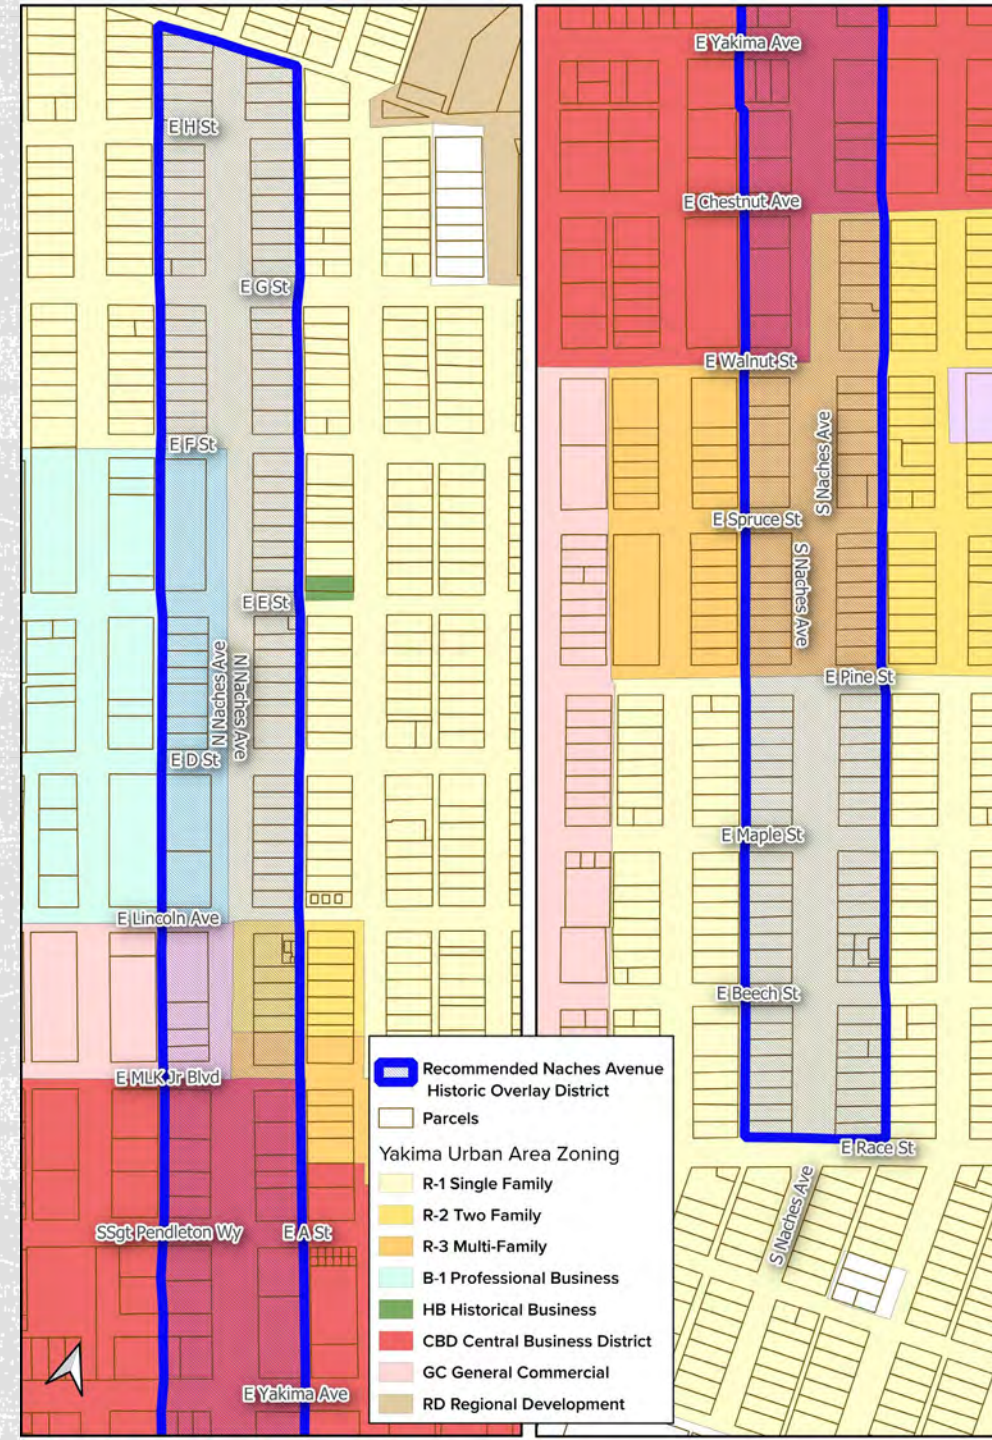 E H St
E G St
E F St
E E St
N Naches Ave
N Naches Ave
E D St
E Lincoln Ave
E MLK Jr Blvd
SSgt Pendleton Wy
E A St
E Yakima Ave
E Yakima Ave
E Chestnut Ave
E Walnut St
S Naches Ave
E Spruce St
S Naches Ave
E Pine St
E Maple St
E Beech St
E Race St
S Naches Ave
Recommended Naches Avenue
Historic Overlay District
Parcels
Yakima Urban Area Zoning
R-1 Single Family
R-2 Two Family
R-3 Multi-Family
B-1 Professional Business
HB Historical Business
CBD Central Business District
GC General Commercial
RD Regional Development